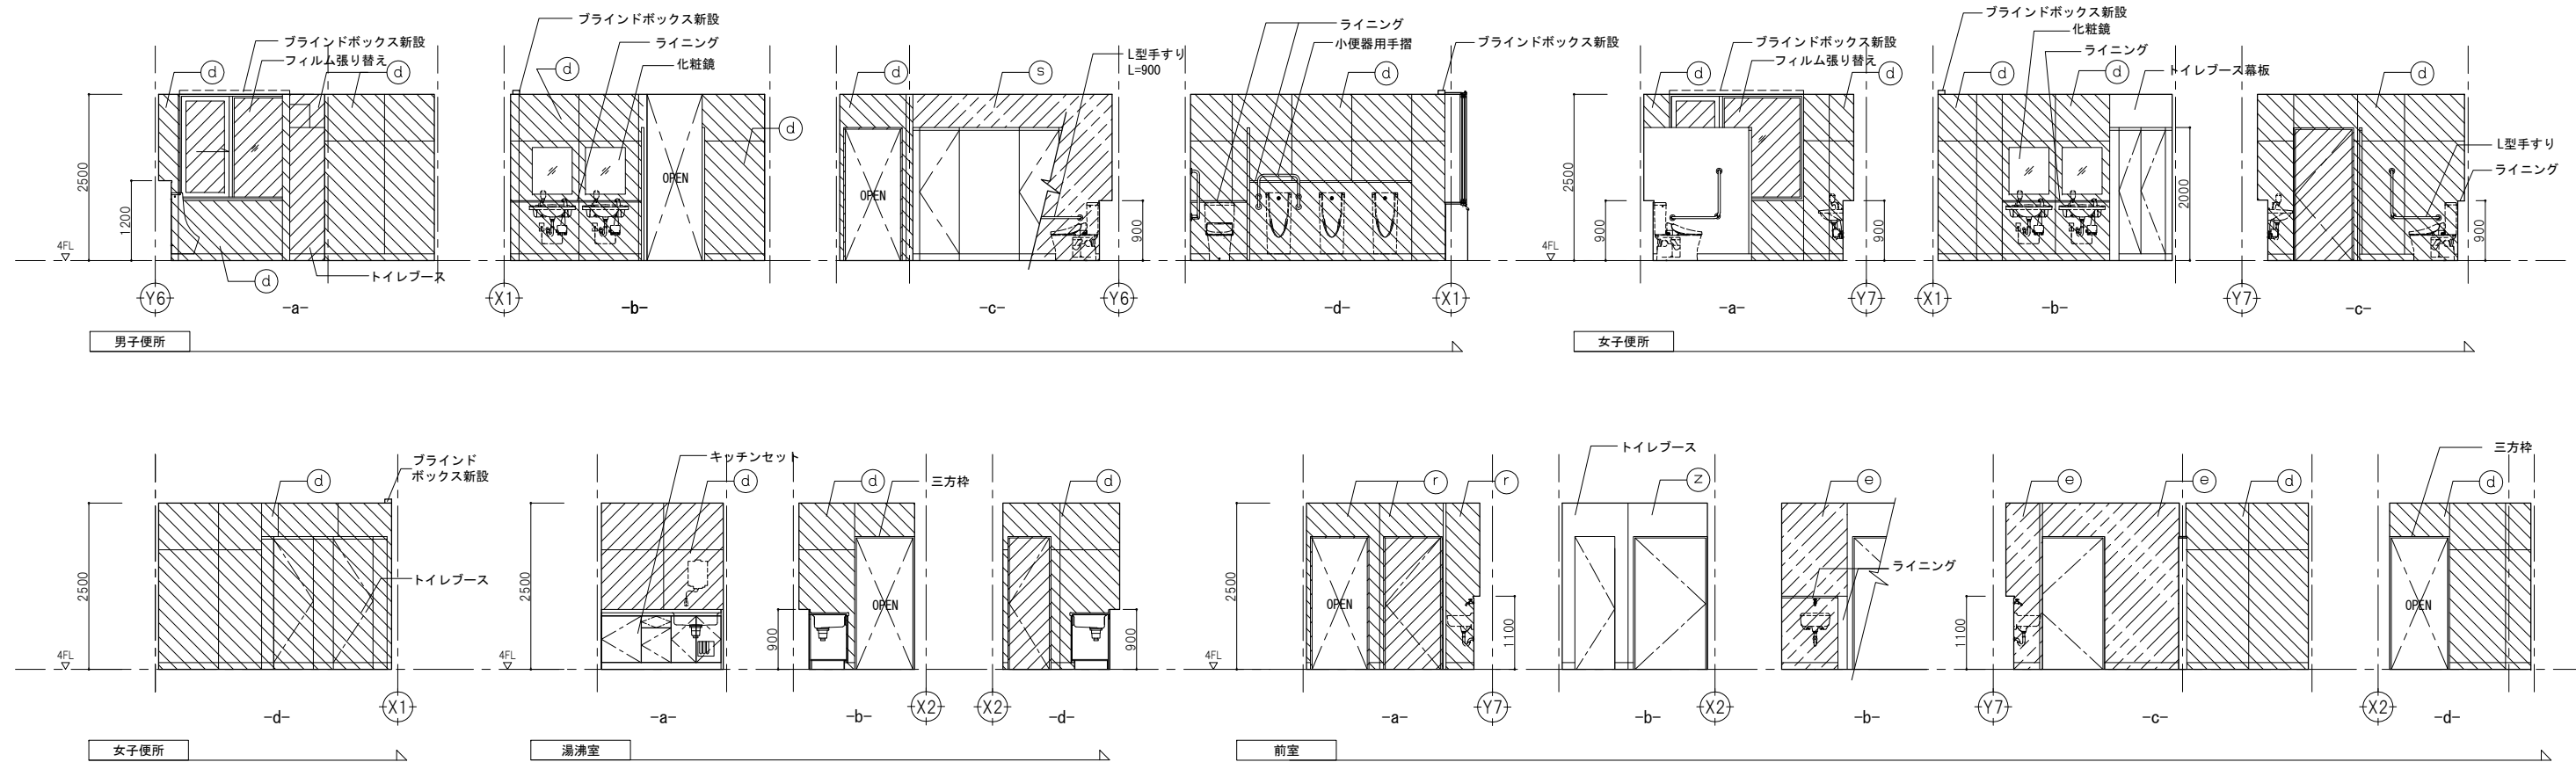 ブラインドボックス新設
フィルム張り替え
d
d
d
2500
1200
4FL
トイレブース
Y6
-a-
ブラインドボックス新設
ライニング
化粧鏡
d
d
OPEN
X1
-b-
d
s
L型手すり
L=900
OPEN
900
-c-
Y6
ライニング
小便器用手摺
d
ブラインドボックス新設
-d-
X1
男子便所
ブラインドボックス新設
フィルム張り替え
d
d
2500
900
900
4FL
-a-
Y7
ブラインドボックス新設
化粧鏡
ライニング
トイレブース幕板
d
d
2000
X1
-b-
d
L型手すり
ライニング
900
Y7
-c-
女子便所
d
ブラインド
ボックス新設
2500
トイレブース
4FL
-d-
X1
女子便所
キッチンセット
d
2500
4FL
-a-
d
三方枠
OPEN
900
-b-
X2
d
900
X2
-d-
湯沸室
r
r
2500
OPEN
1100
4FL
-a-
Y7
トイレブース
z
-b-
X2
e
ライニング
-b-
e
e
d
1100
Y7
-c-
三方枠
d
OPEN
X2
-d-
前室